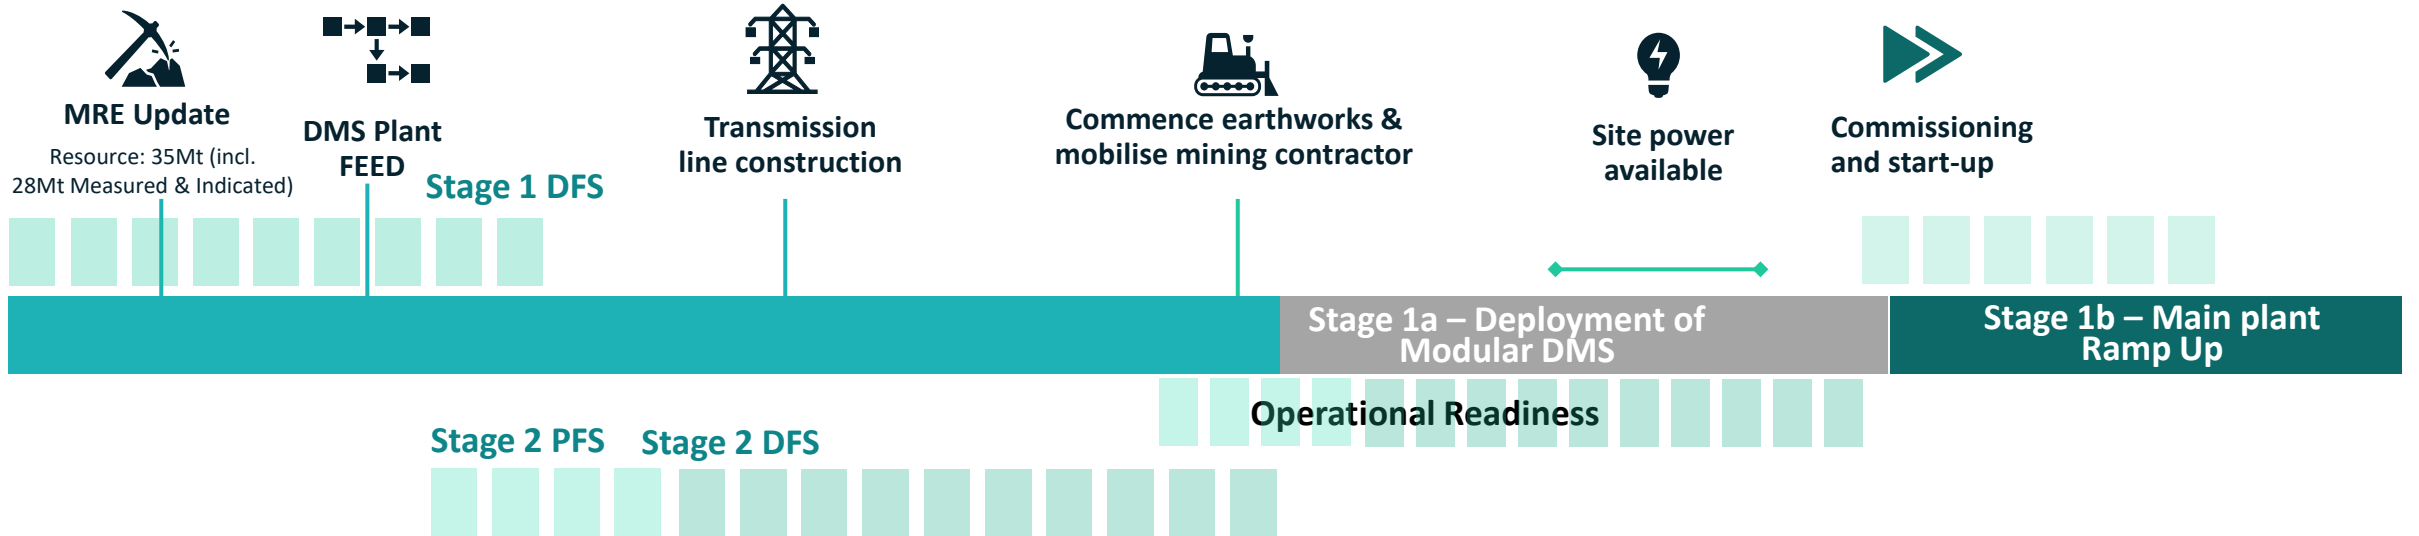 MRE Update
Resource: 35Mt (incl.
28Mt Measured & Indicated)
DMS Plant
FEED
Stage 1 DFS
Transmission
line construction
Commence earthworks &
mobilise mining contractor
Site power
available
Commissioning
and start-up
Stage 1a – Deployment of
Modular DMS
Stage 1b – Main plant
Ramp Up
Operational Readiness
Stage 2 PFS
Stage 2 DFS